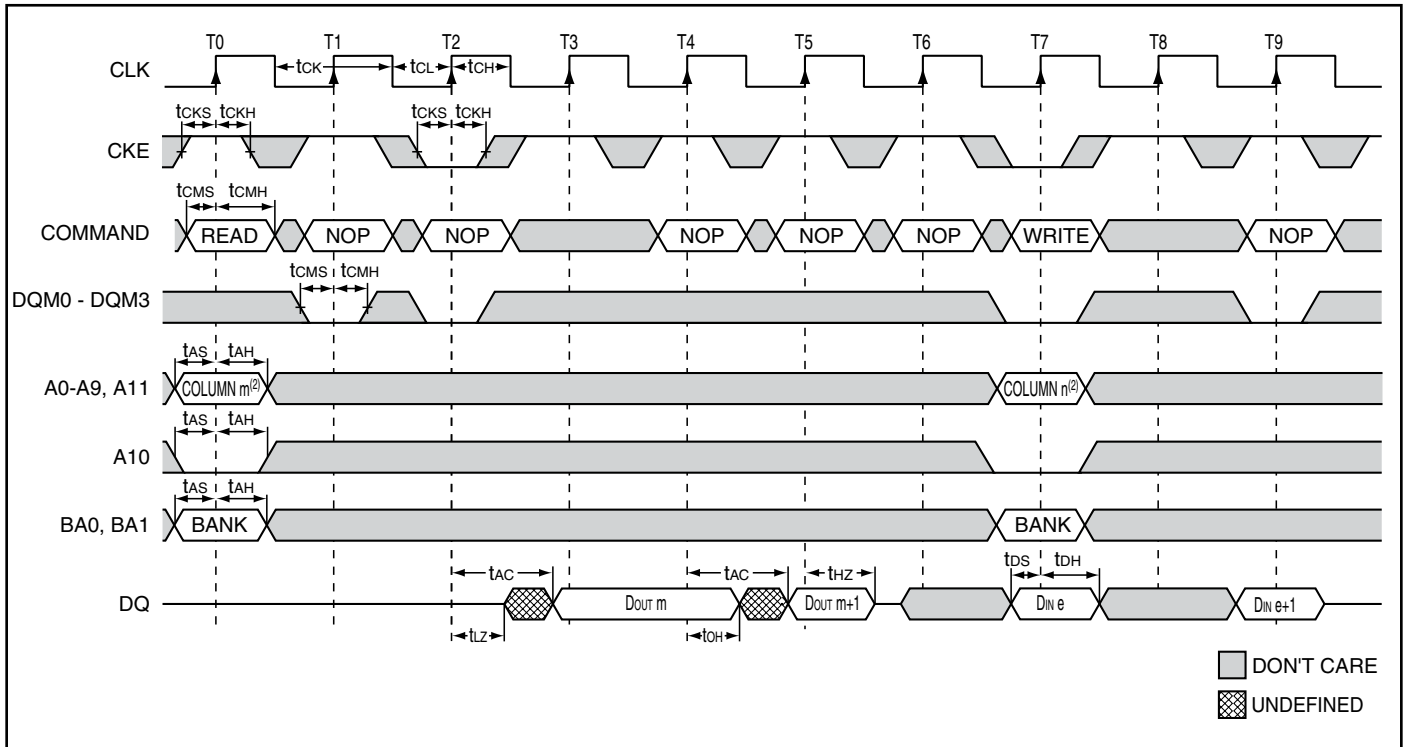 T0 T1 T2 T3 T4 T5 T6 T7 T8 T9
CLK
tCK tCL tCH
tCKS tCKH tCKS tCKH
CKE
tCMS tCMH
COMMAND READ NOP NOP NOP NOP NOP WRITE NOP
tCMS tCMH
DQM0 - DQM3
tAS tAH
A0-A9, A11 COLUMN m(2) COLUMN n(2)
tAS tAH
A10
tAS tAH
BA0, BA1 BANK BANK
tAC tAC tHZ tDS tDH
DQ DOUT m DOUT m+1 DIN e DIN e+1
tLZ tOH
DON'T CARE
UNDEFINED